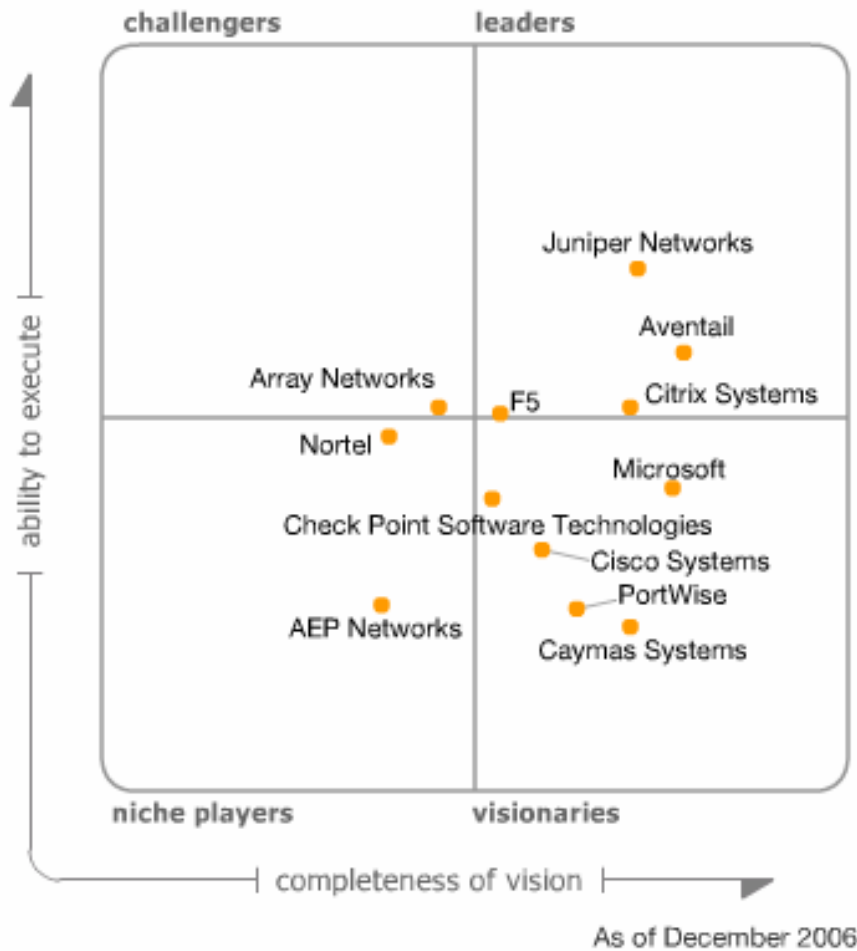 challengers
leaders
Juniper Networks
Aventail
Array Networks
F5
Citrix Systems
Nortel
Microsoft
Check Point Software Technologies
Cisco Systems
PortWise
AEP Networks
Caymas Systems
ability to execute
niche players
visionaries
completeness of vision
As of December 2006